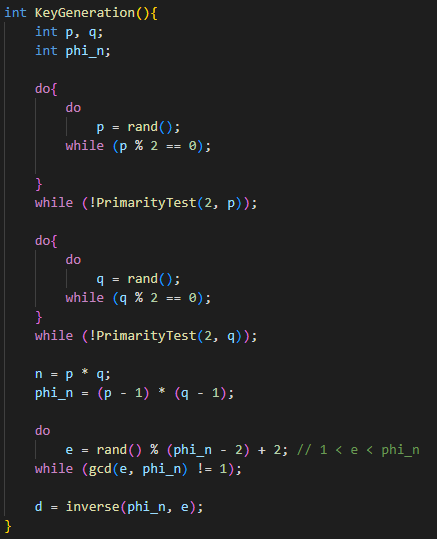 int KeyGeneration(){
    int p, q;
    int phi_n;

    do{
        do
            p = rand();
        while (p % 2 == 0);

    }
    while (!PrimarityTest(2, p));

    do{
        do
            q = rand();
        while (q % 2 == 0);
    }
    while (!PrimarityTest(2, q));

    n = p * q;
    phi_n = (p - 1) * (q - 1);

    do
        e = rand() % (phi_n - 2) + 2; // 1 < e < phi_n
    while (gcd(e, phi_n) != 1);

    d = inverse(phi_n, e);
}